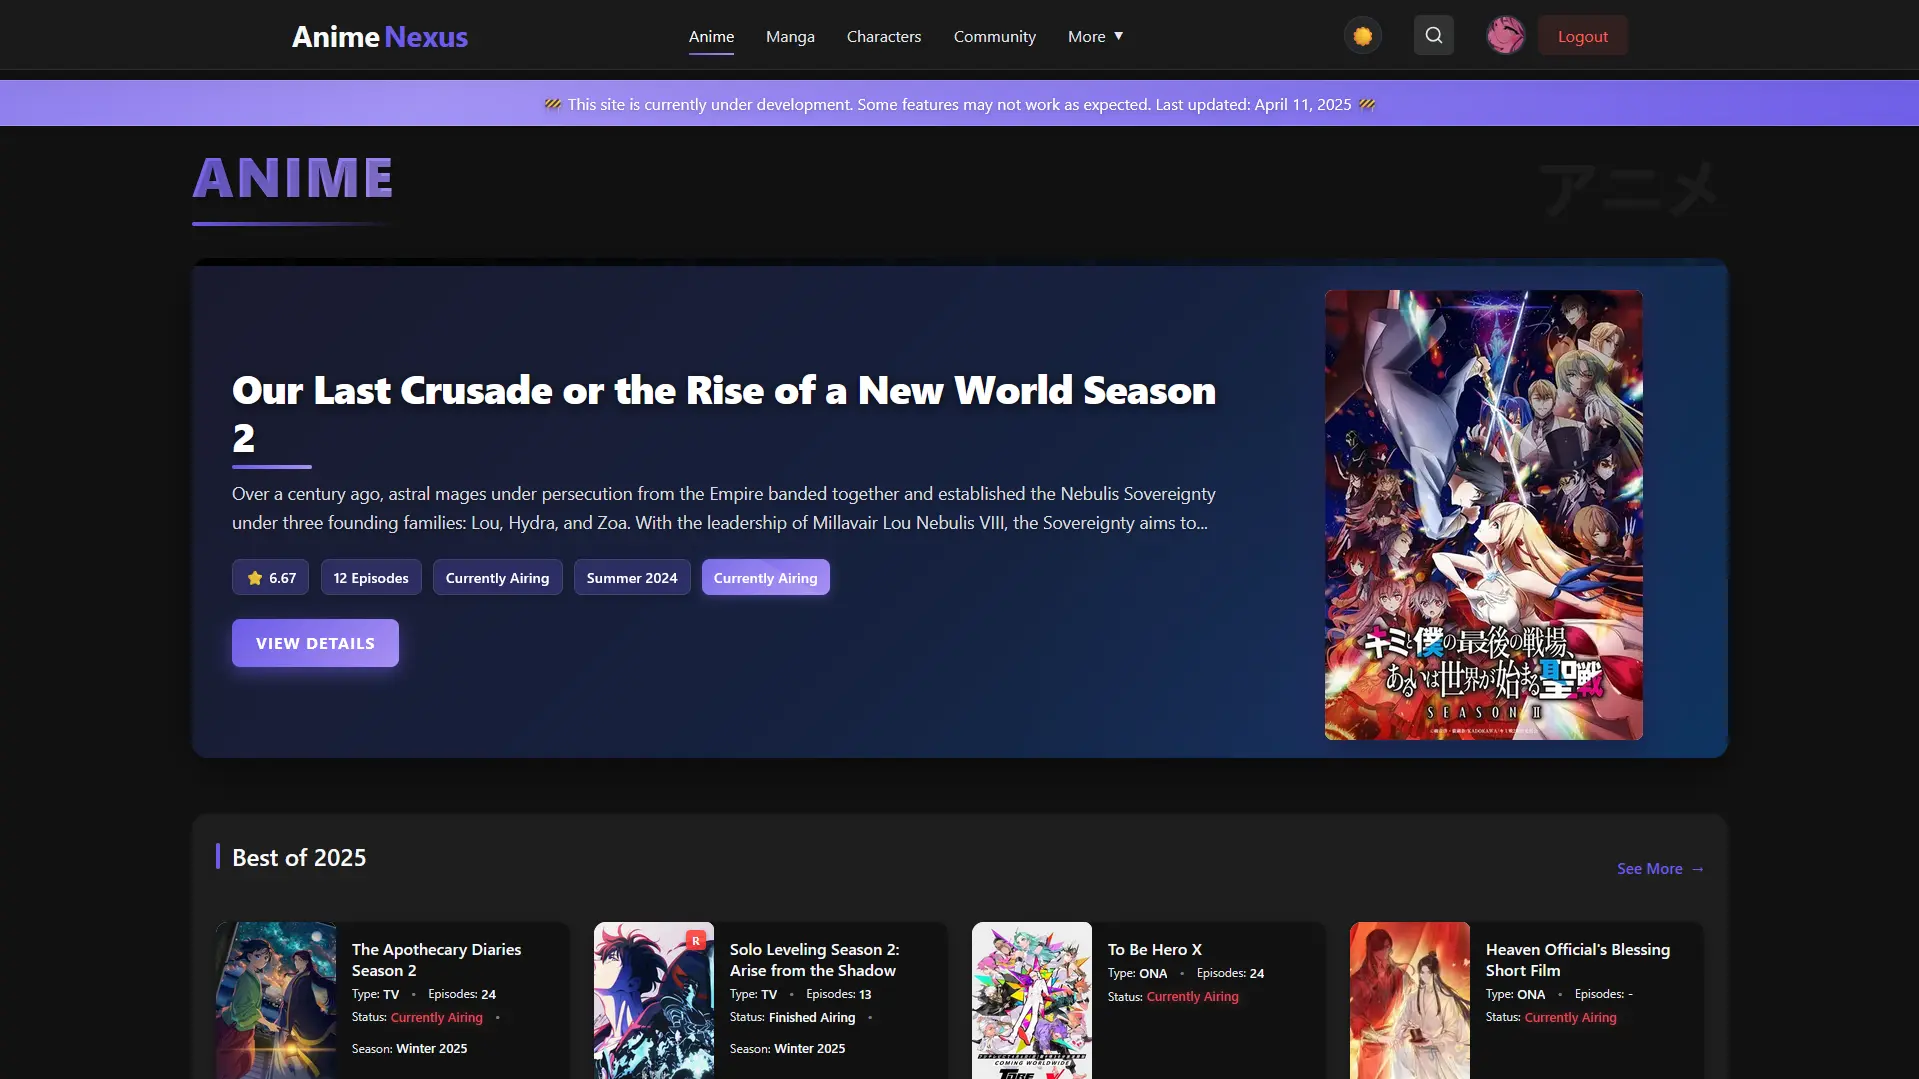 Anime Nexus
Anime
Manga
Characters
Community
More ▼
Logout
🚧 This site is currently under development. Some features may not work as expected. Last updated: April 11, 2025 🚧
ANIME
アニメ
Our Last Crusade or the Rise of a New World Season
2
Over a century ago, astral mages under persecution from the Empire banded together and established the Nebulis Sovereignty
under three founding families: Lou, Hydra, and Zoa. With the leadership of Millavair Lou Nebulis VIII, the Sovereignty aims to...
⭐ 6.67
12 Episodes
Currently Airing
Summer 2024
Currently Airing
VIEW DETAILS
キミと僕の最後の戦場、
あるいは世界が始まる聖戦
SEASON II
Best of 2025
See More →
The Apothecary Diaries
Season 2
Type: TV • Episodes: 24
Status: Currently Airing •
Season: Winter 2025
R
Solo Leveling Season 2:
Arise from the Shadow
Type: TV • Episodes: 13
Status: Finished Airing •
Season: Winter 2025
COMING WORLDWIDE
To Be Hero X
Type: ONA • Episodes: 24
Status: Currently Airing
Heaven Official's Blessing
Short Film
Type: ONA • Episodes: -
Status: Currently Airing